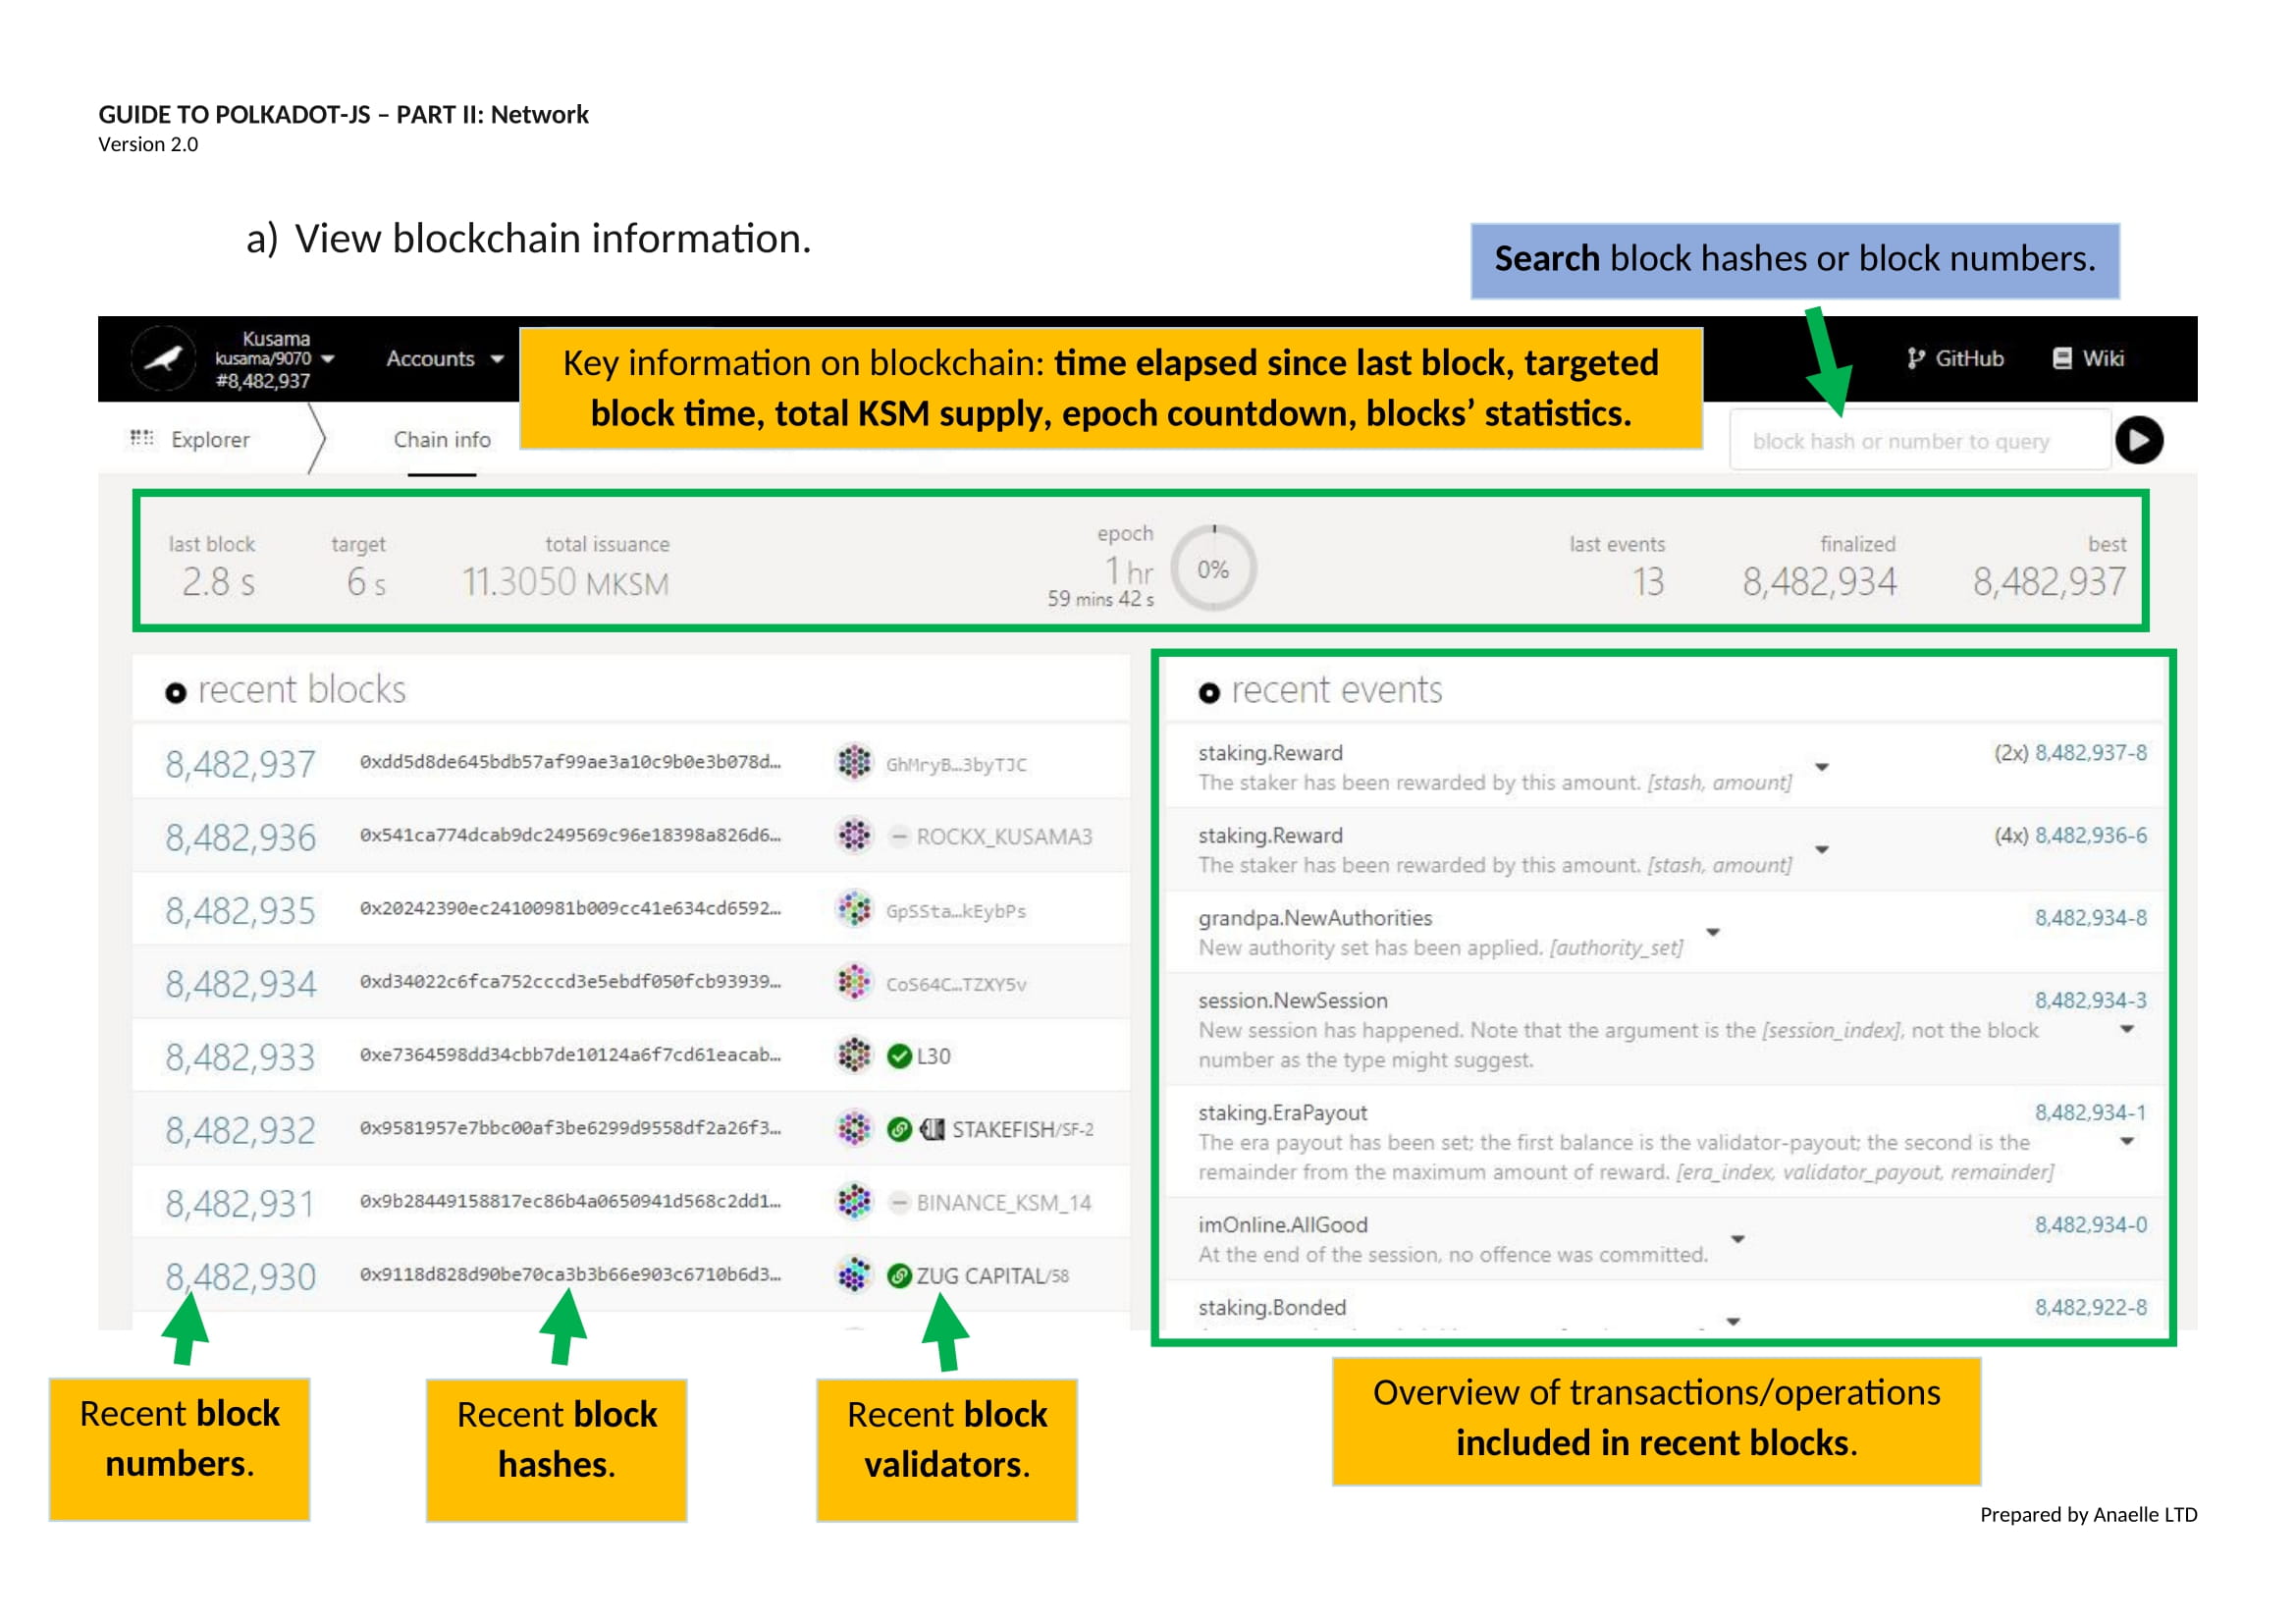 GUIDE TO POLKADOT-JS – PART II: Network
Version 2.0
a) View blockchain information.
Search block hashes or block numbers.
Kusama
kusama/9070
#8,482,937
Accounts
Key information on blockchain: time elapsed since last block, targeted
block time, total KSM supply, epoch countdown, blocks’ statistics.
GitHub
Wiki
Explorer
Chain info
block hash or number to query
last block
2.8 s
target
6 s
total issuance
11.3050 MKSM
epoch
1 hr
59 mins 42 s
0%
last events
13
finalized
8,482,934
best
8,482,937
recent blocks
8,482,937 0xdd5d8de645bdb57af99ae3a10c9b0e3b078d… GhMryB…3byTJC
8,482,936 0x541ca774dcab9dc249569c96e18398a826d6… ROCKX_KUSAMA3
8,482,935 0x20242390ec24100981b009cc41e634cd6592… GpSSta…kEybPs
8,482,934 0xd34022c6fca752cccd3e5ebdf050fcb93939… CoS64C…TZXY5v
8,482,933 0xe7364598dd34cbb7de10124a6f7cd61eacab… L30
8,482,932 0x9581957e7bbc00af3be6299d9558df2a26f3… STAKEFISH/SF-2
8,482,931 0x9b28449158817ec86b4a0650941d568c2dd1… BINANCE_KSM_14
8,482,930 0x9118d828d90be70ca3b3b66e903c6710b6d3… ZUG CAPITAL/58
recent events
staking.Reward (2x) 8,482,937-8
The staker has been rewarded by this amount. [stash, amount]
staking.Reward (4x) 8,482,936-6
The staker has been rewarded by this amount. [stash, amount]
grandpa.NewAuthorities 8,482,934-8
New authority set has been applied. [authority_set]
session.NewSession 8,482,934-3
New session has happened. Note that the argument is the [session_index], not the block
number as the type might suggest.
staking.EraPayout 8,482,934-1
The era payout has been set; the first balance is the validator-payout; the second is the
remainder from the maximum amount of reward. [era_index, validator_payout, remainder]
imOnline.AllGood 8,482,934-0
At the end of the session, no offence was committed.
staking.Bonded 8,482,922-8
Recent block
numbers.
Recent block
hashes.
Recent block
validators.
Overview of transactions/operations
included in recent blocks.
Prepared by Anaelle LTD